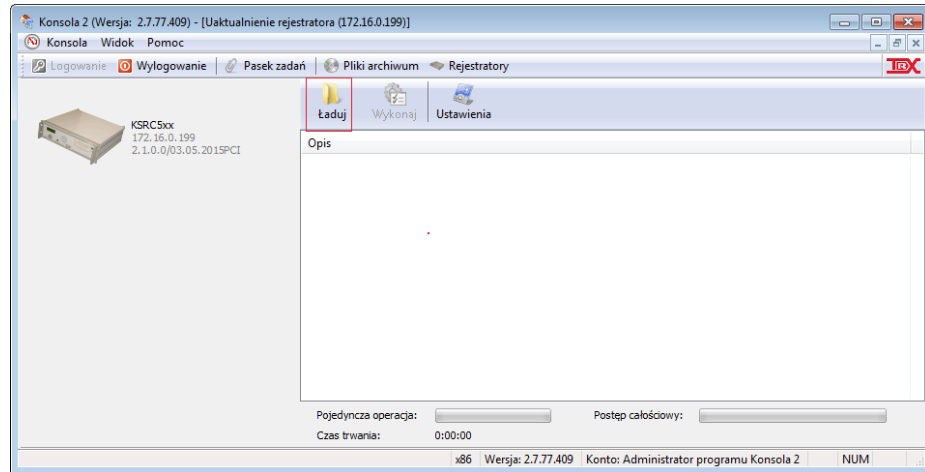 Konsola 2 (Wersja: 2.7.77.409) - [Uaktualnienie rejestratora (172.16.0.199)]
Konsola Widok Pomoc
Logowanie Wylogowanie Pasek zadań Pliki archiwum Rejestratory TRX
KSRC5xx
172.16.0.199
2.1.0.0/03.05.2015PCI
Ładuj Wykonaj Ustawienia
Opis
Pojedyncza operacja: Postęp całościowy:
Czas trwania: 0:00:00
x86 Wersja: 2.7.77.409 Konto: Administrator programu Konsola 2 NUM